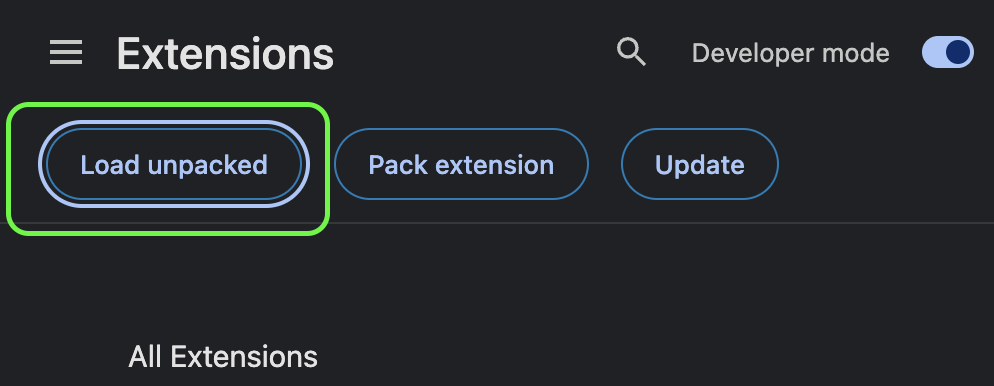 Extensions
Developer mode
Load unpacked
Pack extension
Update
All Extensions